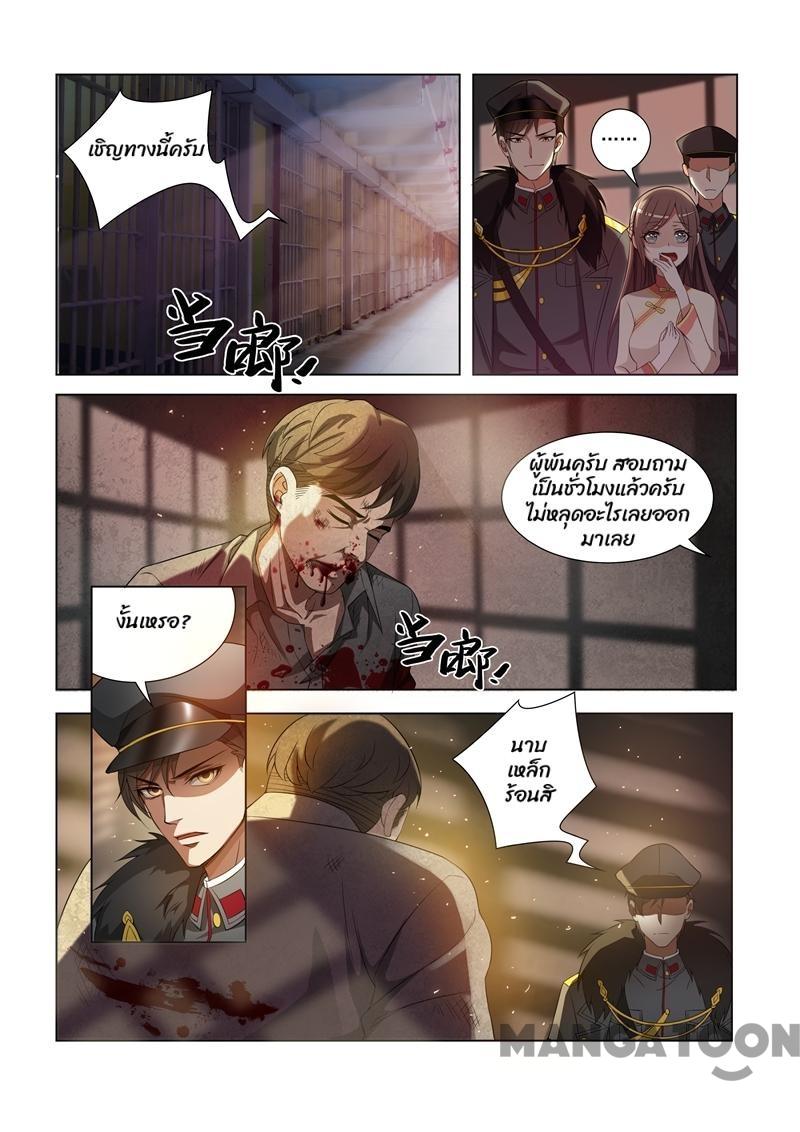 เชิญทางนี้ครับ
……
当啷!
ผู้พันครับ สอบถาม
เป็นชั่วโมงแล้วครับ
ไม่หลุดอะไรเลยออก
มาเลย
งั้นเหรอ?
当啷!
นาบ
เหล็ก
ร้อนสิ
MANGATOON